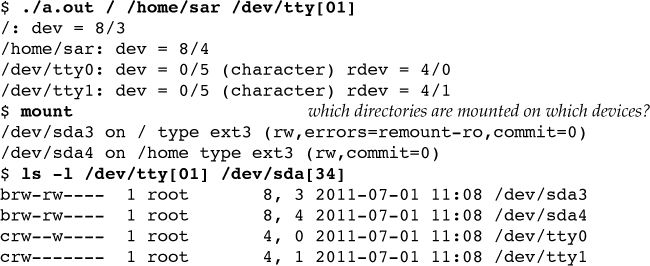 $ ./a.out / /home/sar /dev/tty[01]
/: dev = 8/3
/home/sar: dev = 8/4
/dev/tty0: dev = 0/5 (character) rdev = 4/0
/dev/tty1: dev = 0/5 (character) rdev = 4/1
$ mount which directories are mounted on which devices?
/dev/sda3 on / type ext3 (rw,errors=remount-ro,commit=0)
/dev/sda4 on /home type ext3 (rw,commit=0)
$ ls -l /dev/tty[01] /dev/sda[34]
brw-rw---- 1 root 8, 3 2011-07-01 11:08 /dev/sda3
brw-rw---- 1 root 8, 4 2011-07-01 11:08 /dev/sda4
crw--w---- 1 root 4, 0 2011-07-01 11:08 /dev/tty0
crw------- 1 root 4, 1 2011-07-01 11:08 /dev/tty1